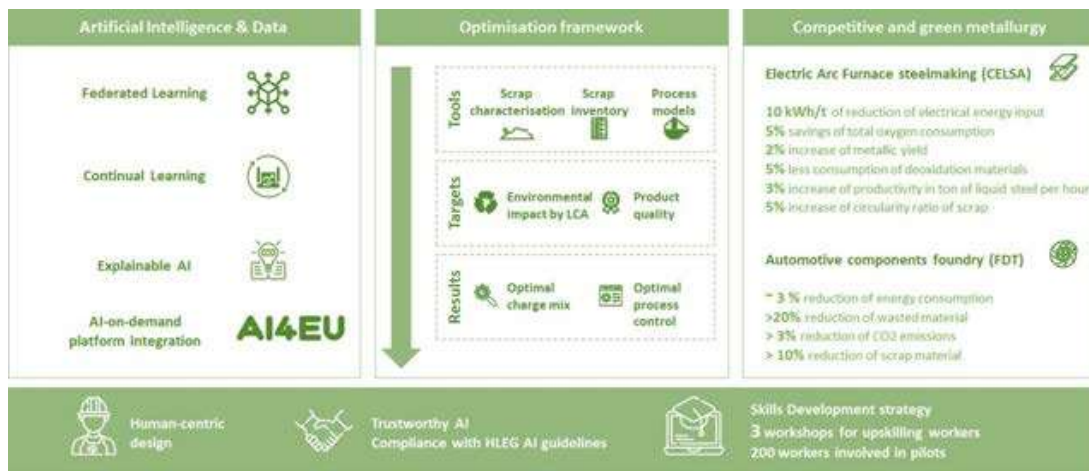 Artificial Intelligence & Data
Federated Learning
Continual Learning
Explainable AI
AI-on-demand
platform integration
AI4EU
Optimisation framework
Tools
Scrap
characterisation
Scrap
inventory
Process
models
Targets
Environmental
impact by LCA
Product
quality
Results
Optimal
charge mix
Optimal
process
control
Competitive and green metallurgy
Electric Arc Furnace steelmaking (CELSA)
10 kWh/t of reduction of electrical energy input
5% savings of total oxygen consumption
2% increase of metallic yield
5% less consumption of deoxidation materials
3% increase of productivity in ton of liquid steel per hour
5% increase of circularity ratio of scrap
Automotive components foundry (FDT)
~ 3 % reduction of energy consumption
>20% reduction of wasted material
> 3% reduction of CO2 emissions
> 10% reduction of scrap material
Human-centric
design
Trustworthy AI
Compliance with HLEG AI guidelines
Skills Development strategy
3 workshops for upskilling workers
200 workers involved in pilots